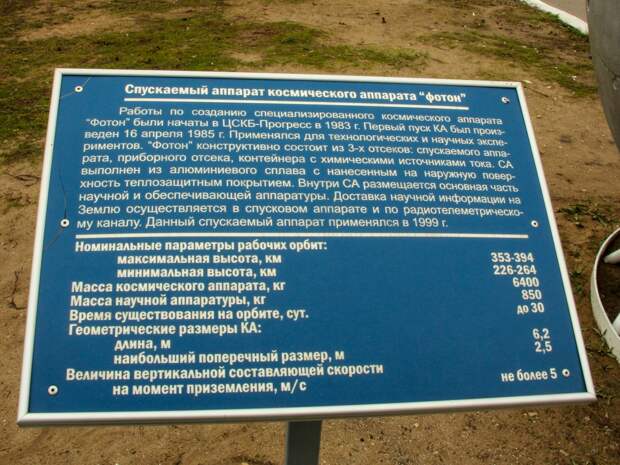 Спускаемый аппарат космического аппарата "фотон"
Работы по созданию специализированного космического аппарата
"Фотон" были начаты в ЦСКБ-Прогресс в 1983 г. Первый пуск КА был произ-
веден 16 апреля 1985 г. Применялся для технологических и научных экспе-
риментов. "Фотон" конструктивно состоит из 3-х отсеков: спускаемого аппа-
рата, приборного отсека, контейнера с химическими источниками тока. СА
выполнен из алюминиевого сплава с нанесенным на наружную повер-
хность теплозащитным покрытием. Внутри СА размещается основная часть
научной и обеспечивающей аппаратуры. Доставка научной информации на
Землю осуществляется в спусковом аппарате и по радиотелеметрическо-
му каналу. Данный спускаемый аппарат применялся в 1999 г.
Номинальные параметры рабочих орбит:
максимальная высота, км 353-394
минимальная высота, км 226-264
Масса космического аппарата, кг 6400
Масса научной аппаратуры, кг 850
Время существования на орбите, сут. до 30
Геометрические размеры КА:
длина, м 6,2
наибольший поперечный размер, м 2,5
Величина вертикальной составляющей скорости
на момент приземления, м/с не более 5